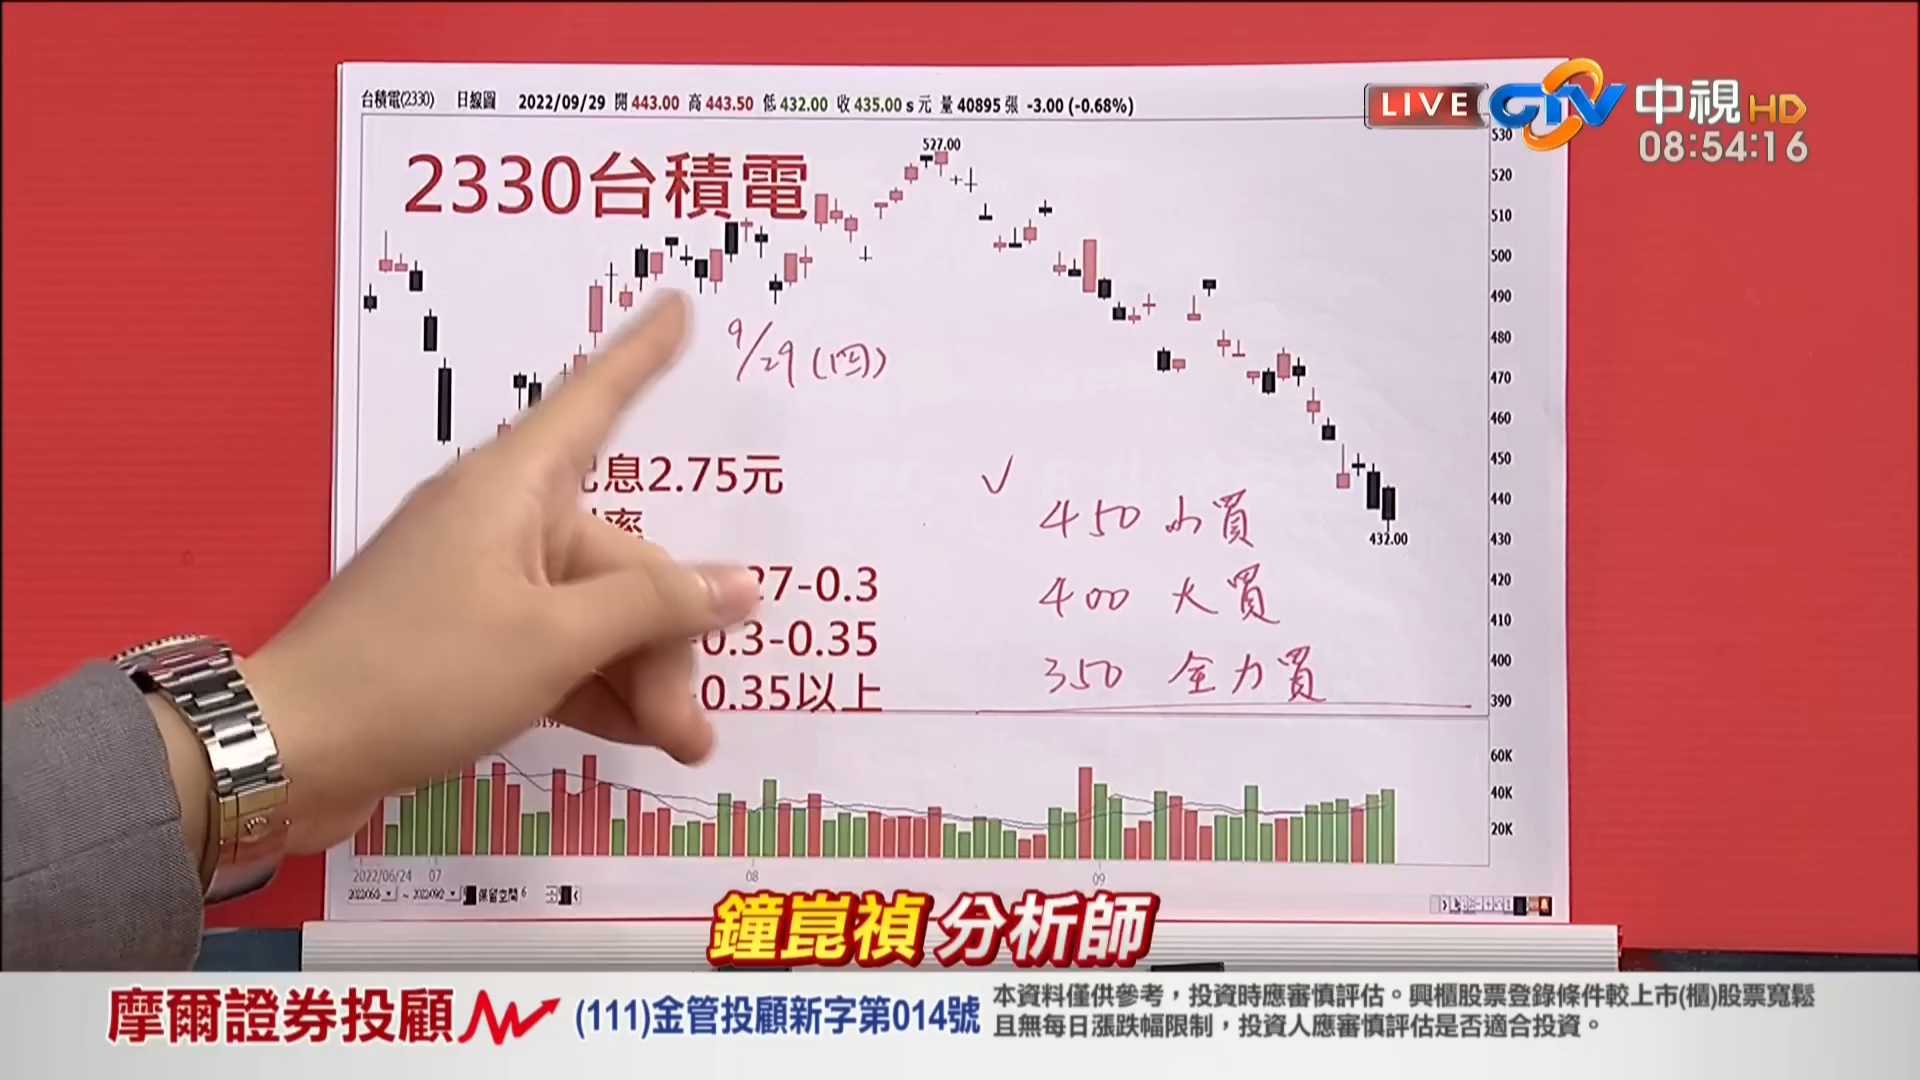 台積電(2330) 日線圖 2022/09/29 開 443.00 高 443.50 低 432.00 收 435.00 s 元 量 40895 張 -3.00 (-0.68%)
LIVE CTV 中視HD
08:54:16
2330台積電
527.00
530
520
510
500
490
480
470
460
450
440
430
420
410
400
390
9/29 (四)
息2.75元
率
27-0.3
-0.3-0.35
-0.35以上
✓
450 小買
400 大買
350 全力買
432.00
60K
40K
20K
2022/06/24 07 08 09
保留空間 6
鐘崑禎 分析師
摩爾證券投顧 (111)金管投顧新字第014號
本資料僅供參考，投資時應審慎評估。興櫃股票登錄條件較上市(櫃)股票寬鬆
且無每日漲跌幅限制，投資人應審慎評估是否適合投資。